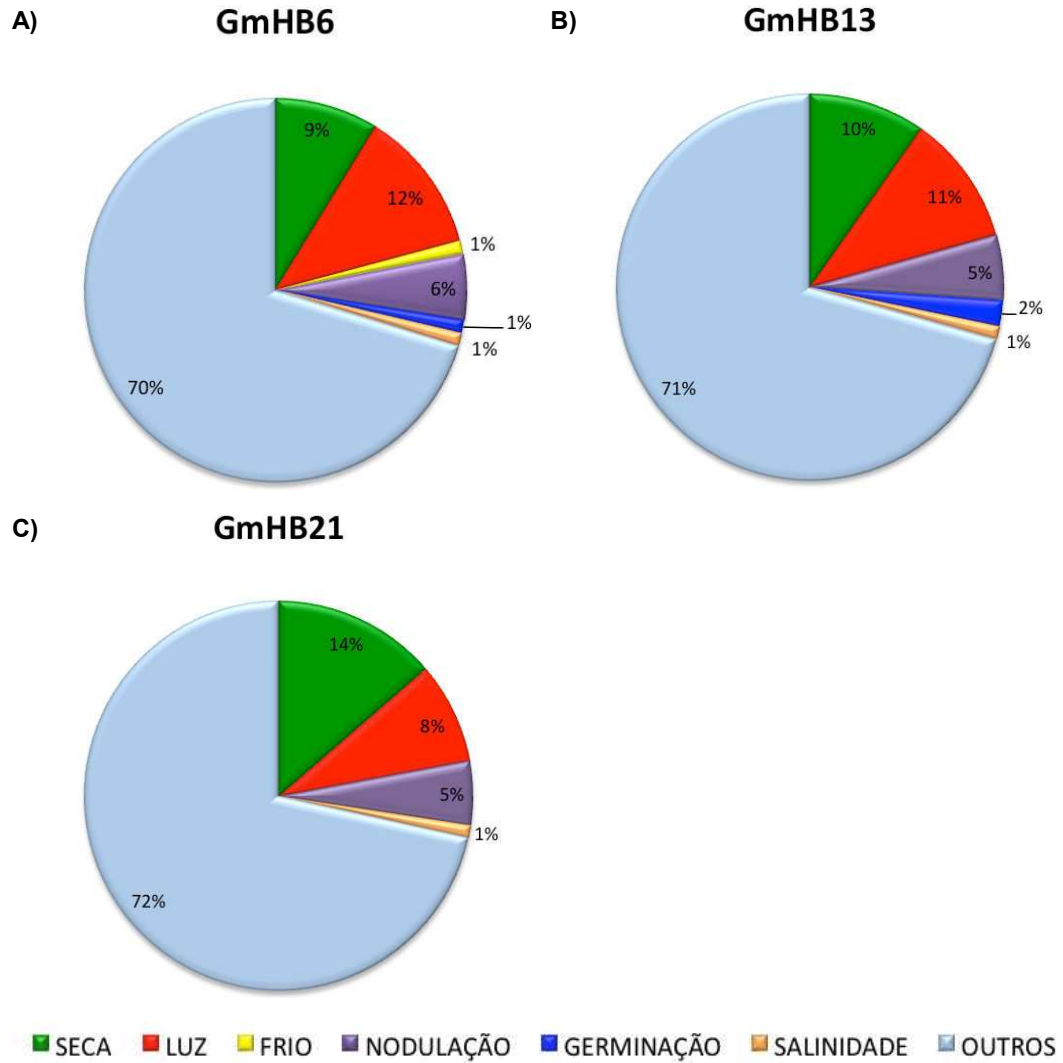 A)
GmHB6
B)
GmHB13
9%
12%
1%
6%
1%
1%
70%
10%
11%
5%
2%
1%
71%
C)
GmHB21
14%
8%
5%
1%
72%
SECA LUZ FRIO NODULAÇÃO GERMINAÇÃO SALINIDADE OUTROS